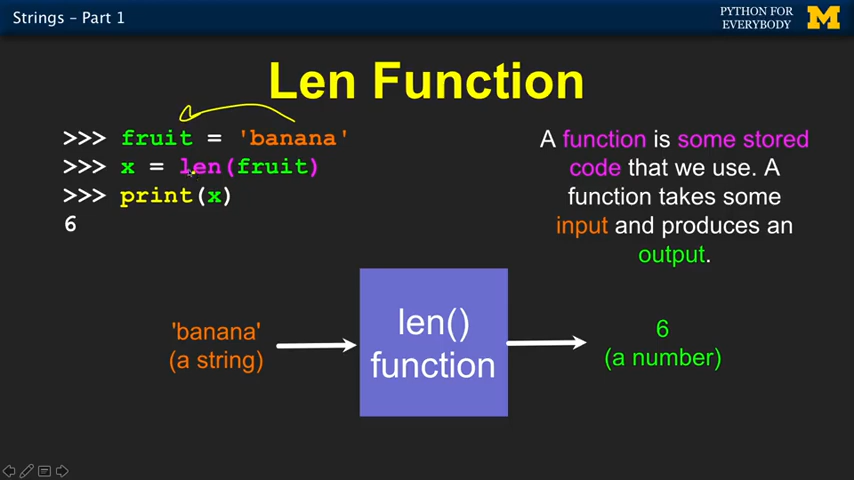 Strings – Part 1
PYTHON FOR
EVERYBODY
M
Len Function
>>> fruit = 'banana'
>>> x = len(fruit)
>>> print(x)
6
A function is some stored
code that we use. A
function takes some
input and produces an
output.
'banana'
(a string)
len()
function
6
(a number)